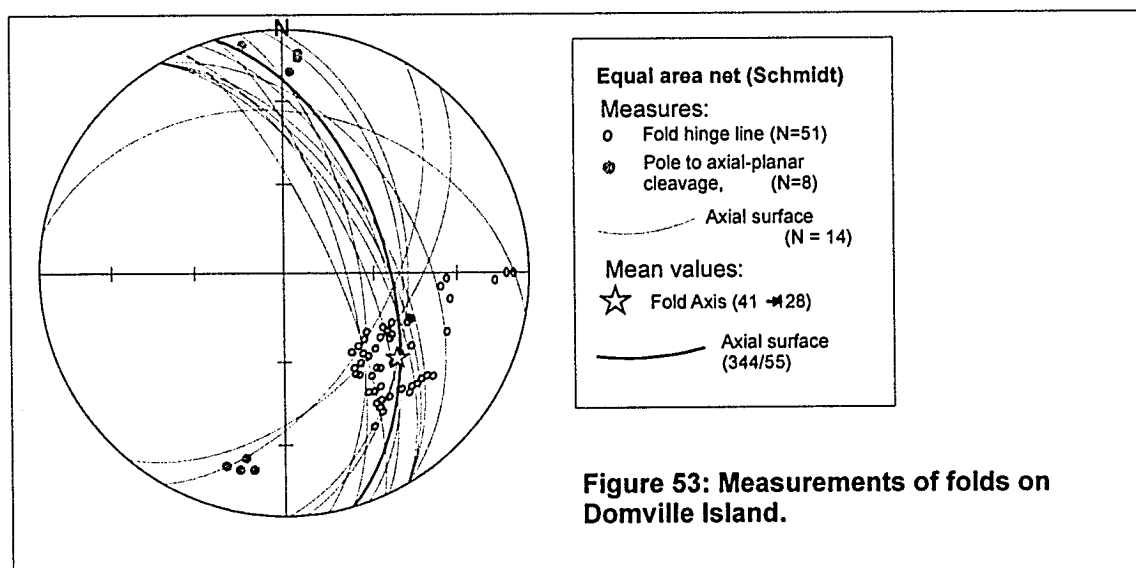 N
Equal area net (Schmidt)
Measures:
Fold hinge line (N=51)
Pole to axial-planar
cleavage, (N=8)
Axial surface
(N = 14)
Mean values:
Fold Axis (41 → 128)
Axial surface
(344/55)
Figure 53: Measurements of folds on
Domville Island.